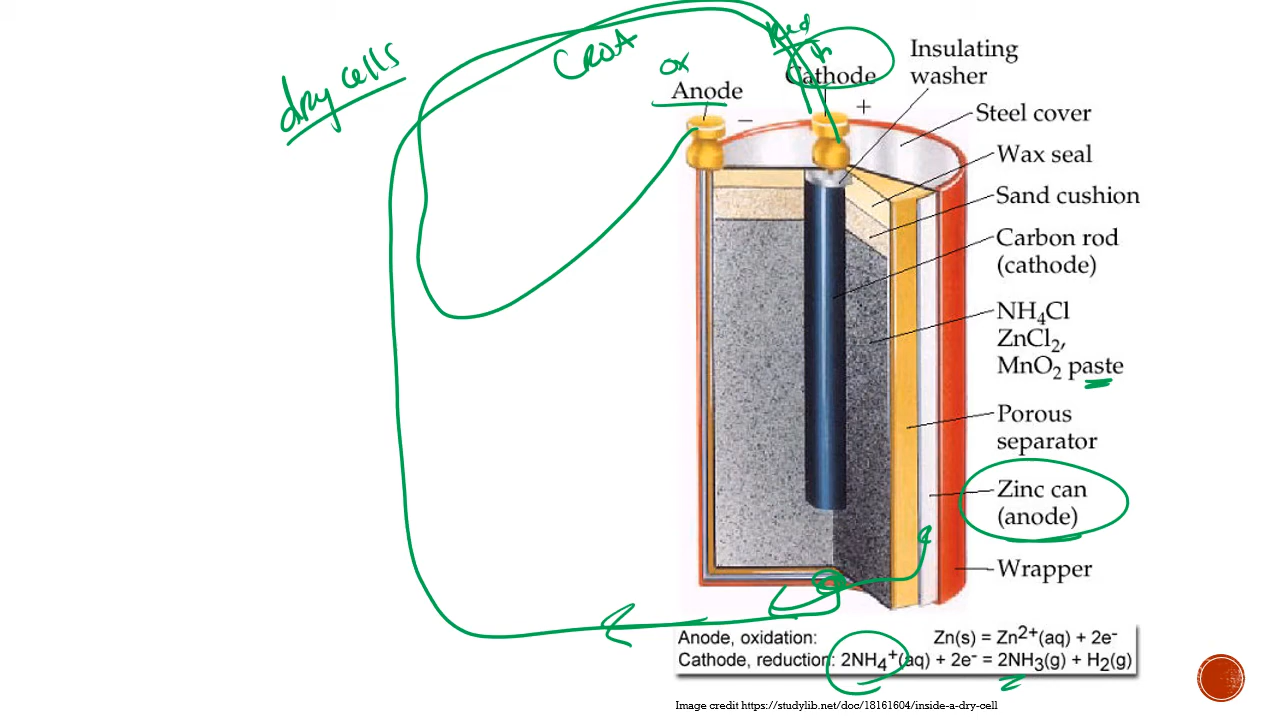 dry cells
CROA
ox
Red
Anode
−
Cathode
+
Insulating
washer
Steel cover
Wax seal
Sand cushion
Carbon rod
(cathode)
NH₄Cl
ZnCl₂,
MnO₂ paste
Porous
separator
Zinc can
(anode)
Wrapper
Anode, oxidation: Zn(s) = Zn²⁺(aq) + 2e⁻
Cathode, reduction: 2NH₄⁺(aq) + 2e⁻ = 2NH₃(g) + H₂(g)
Image credit https://studylib.net/doc/18161604/inside-a-dry-cell